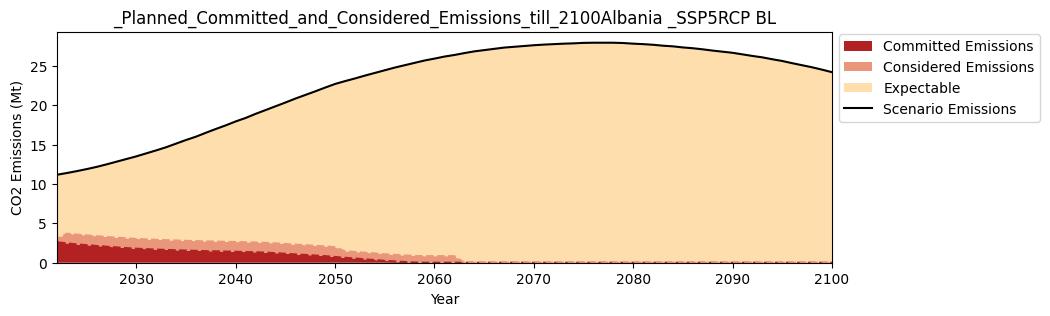 _Planned_Committed_and_Considered_Emissions_till_2100Albania _SSP5RCP BL
Committed Emissions
Considered Emissions
Expectable
Scenario Emissions
CO2 Emissions (Mt)
25
20
15
10
5
0
2030 2040 2050 2060 2070 2080 2090 2100
Year